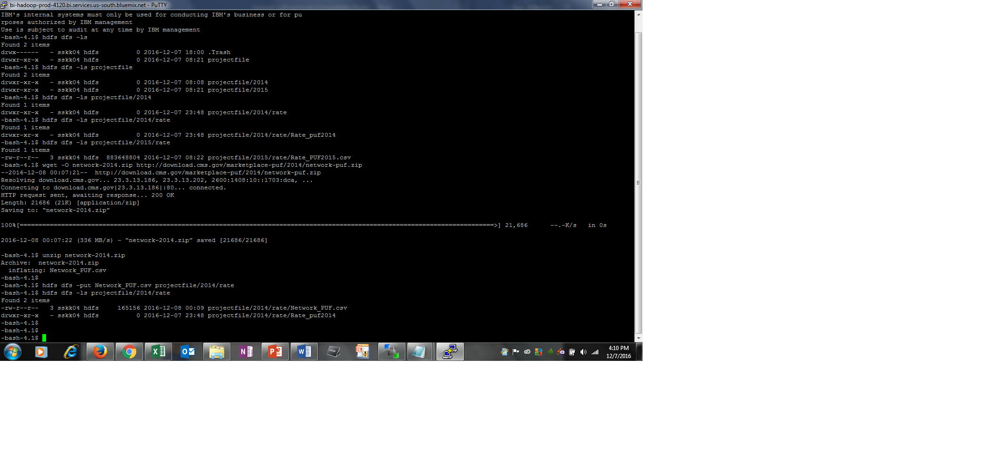 bi-hadoop-prod-4120.bi.services.us-south.bluemix.net - PuTTY
IBM's internal systems must only be used for conducting IBM's business or for pu
rposes authorized by IBM management
Use is subject to audit at any time by IBM management
-bash-4.1$ hdfs dfs -ls
Found 2 items
drwx------   - sskk04 hdfs          0 2016-12-07 18:00 .Trash
drwxr-xr-x   - sskk04 hdfs          0 2016-12-07 08:21 projectfile
-bash-4.1$ hdfs dfs -ls projectfile
Found 2 items
drwxr-xr-x   - sskk04 hdfs          0 2016-12-07 08:08 projectfile/2014
drwxr-xr-x   - sskk04 hdfs          0 2016-12-07 08:21 projectfile/2015
-bash-4.1$ hdfs dfs -ls projectfile/2014
Found 1 items
drwxr-xr-x   - sskk04 hdfs          0 2016-12-07 23:48 projectfile/2014/rate
-bash-4.1$ hdfs dfs -ls projectfile/2014/rate
Found 1 items
drwxr-xr-x   - sskk04 hdfs          0 2016-12-07 23:48 projectfile/2014/rate/Rate_puf2014
-bash-4.1$ hdfs dfs -ls projectfile/2015/rate
Found 1 items
-rw-r--r--   3 sskk04 hdfs  883648804 2016-12-07 08:22 projectfile/2015/rate/Rate_PUF2015.csv
-bash-4.1$ wget -O network-2014.zip http://download.cms.gov/marketplace-puf/2014/network-puf.zip
--2016-12-08 00:07:21--  http://download.cms.gov/marketplace-puf/2014/network-puf.zip
Resolving download.cms.gov... 23.3.13.186, 23.3.13.202, 2600:1408:10::1703:dca, ...
Connecting to download.cms.gov|23.3.13.186|:80... connected.
HTTP request sent, awaiting response... 200 OK
Length: 21686 (21K) [application/zip]
Saving to: “network-2014.zip”
100%[==============================================================================================================================>] 21,686      --.-K/s   in 0s
2016-12-08 00:07:22 (336 MB/s) - “network-2014.zip” saved [21686/21686]
-bash-4.1$ unzip network-2014.zip
Archive:  network-2014.zip
  inflating: Network_PUF.csv
-bash-4.1$
-bash-4.1$ hdfs dfs -put Network_PUF.csv projectfile/2014/rate
-bash-4.1$ hdfs dfs -ls projectfile/2014/rate
Found 2 items
-rw-r--r--   3 sskk04 hdfs     165156 2016-12-08 00:09 projectfile/2014/rate/Network_PUF.csv
drwxr-xr-x   - sskk04 hdfs          0 2016-12-07 23:48 projectfile/2014/rate/Rate_puf2014
-bash-4.1$
-bash-4.1$
-bash-4.1$
4:10 PM
12/7/2016